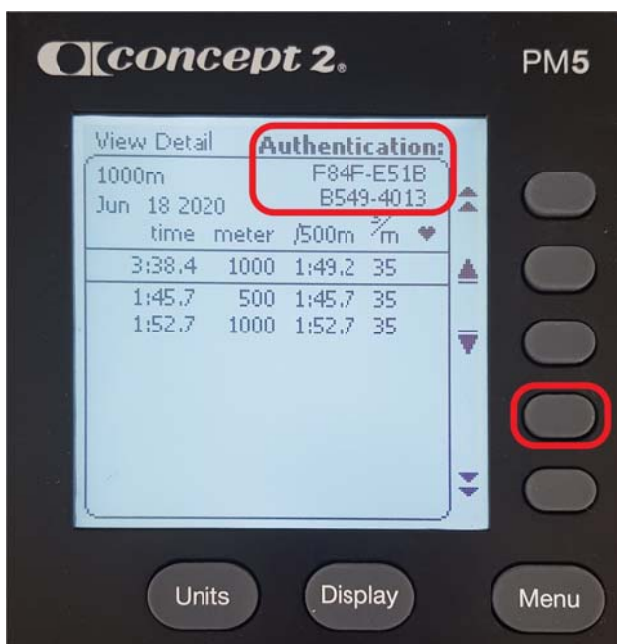 concept 2® PM5
View Detail Authentication:
1000m F84F-E51B
Jun 18 2020 B549-4013
time meter /500m s/m ♥
3:38.4 1000 1:49.2 35
1:45.7 500 1:45.7 35
1:52.7 1000 1:52.7 35
Units Display Menu